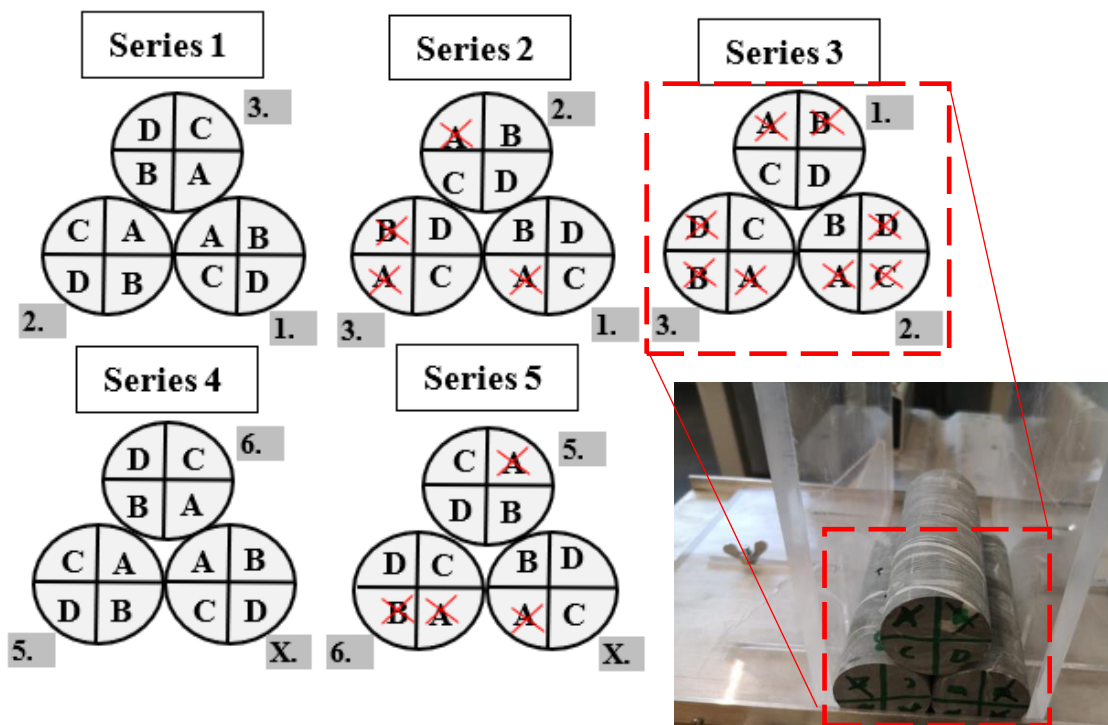 Series 1
Series 2
Series 3
3.
D C
B A
C A
D B
2.
A B
C D
1.
2.
A B
C D
B D
A C
3.
B D
A C
1.
1.
A B
C D
D C
B A
3.
B D
A C
2.
Series 4
Series 5
6.
D C
B A
C A
D B
5.
A B
C D
X.
5.
C A
D B
D C
B A
6.
B D
A C
X.
C D